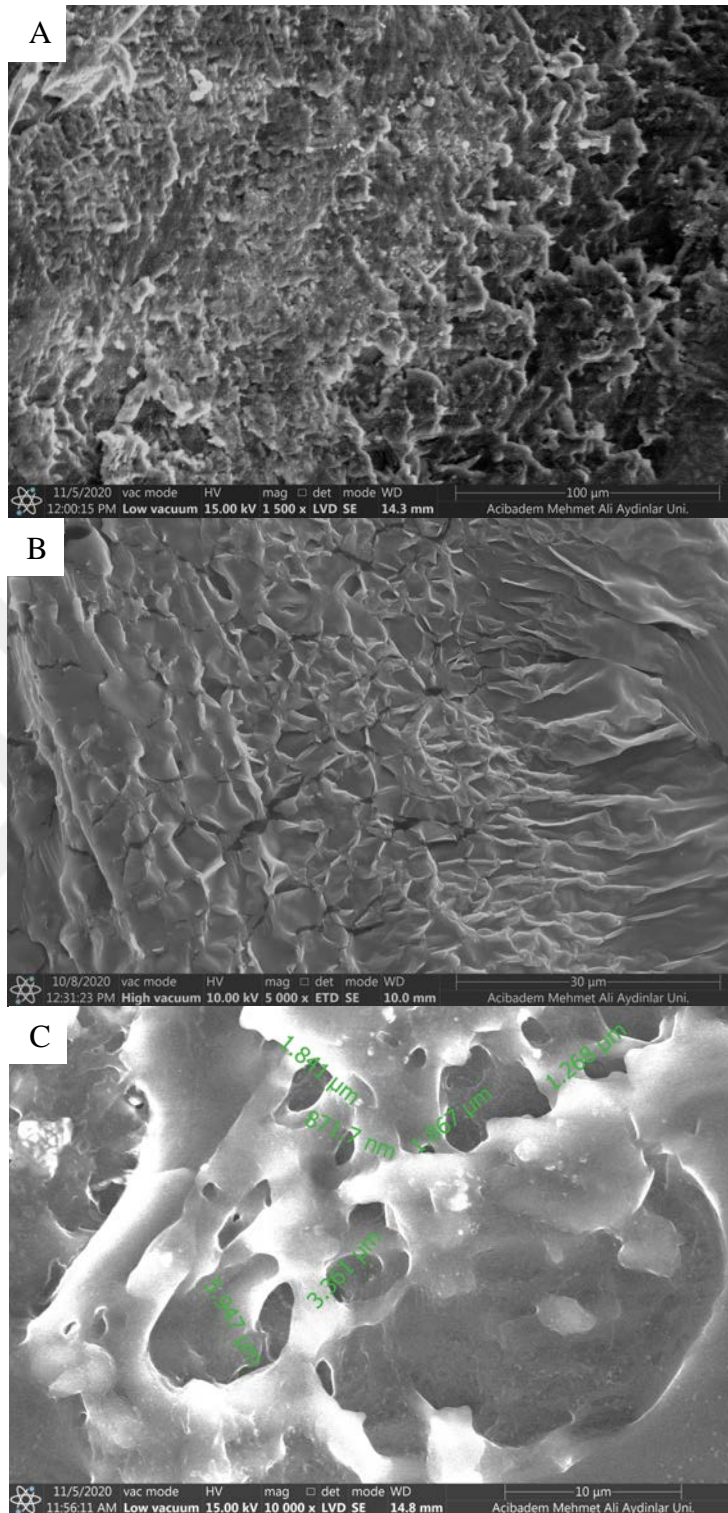 A
11/5/2020 vac mode HV mag □ det mode WD 100 µm
12:00:15 PM Low vacuum 15.00 kV 1 500 x LVD SE 14.3 mm Acibadem Mehmet Ali Aydinlar Uni.
B
10/8/2020 vac mode HV mag □ det mode WD 30 µm
12:31:23 PM High vacuum 10.00 kV 5 000 x ETD SE 10.0 mm Acibadem Mehmet Ali Aydinlar Uni.
C
1.841 µm
1.268 µm
871.7 nm
µm
3.361 µm
µm
11/5/2020 vac mode HV mag □ det mode WD 10 µm
11:56:11 AM Low vacuum 15.00 kV 10 000 x LVD SE 14.8 mm Acibadem Mehmet Ali Aydinlar Uni.